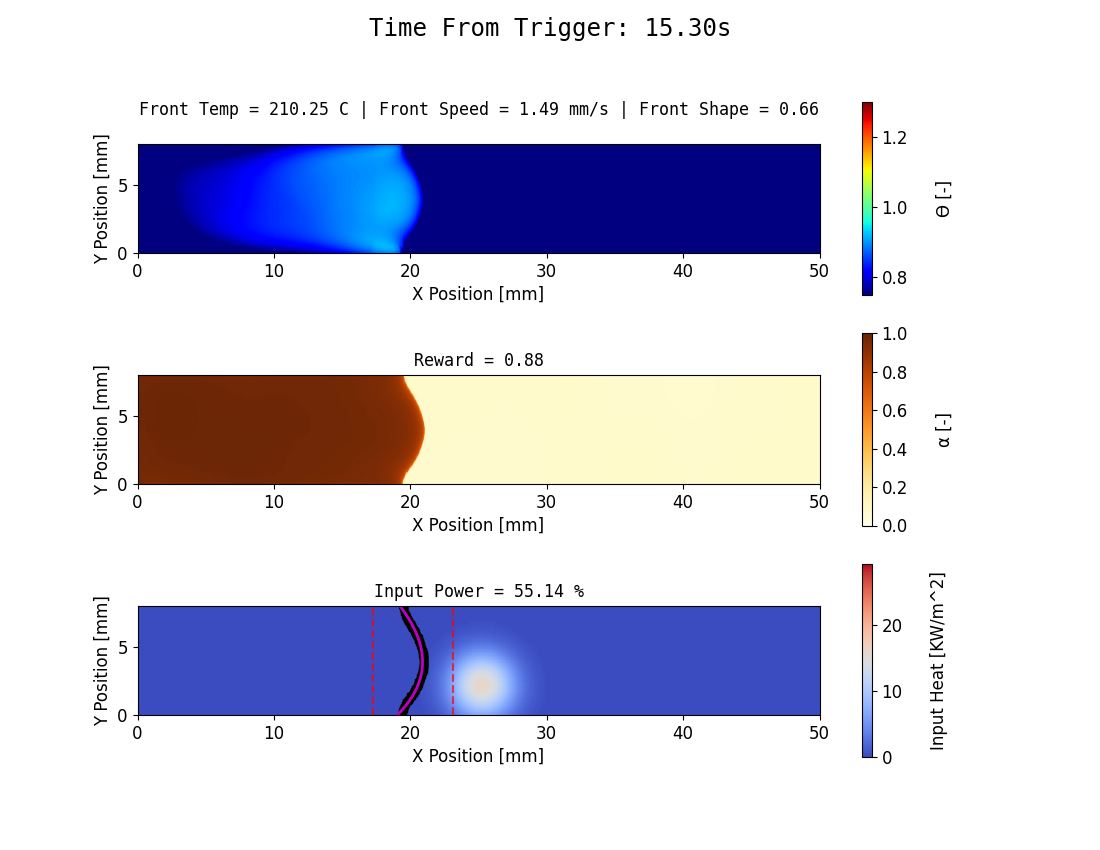 Time From Trigger: 15.30s
Front Temp = 210.25 C | Front Speed = 1.49 mm/s | Front Shape = 0.66
Y Position [mm]
5
0
0 10 20 30 40 50
X Position [mm]
1.2
1.0
0.8
Θ [-]
Reward = 0.88
Y Position [mm]
5
0
0 10 20 30 40 50
X Position [mm]
1.0
0.8
0.6
0.4
0.2
0.0
α [-]
Input Power = 55.14 %
Y Position [mm]
5
0
0 10 20 30 40 50
X Position [mm]
20
10
0
Input Heat [KW/m^2]